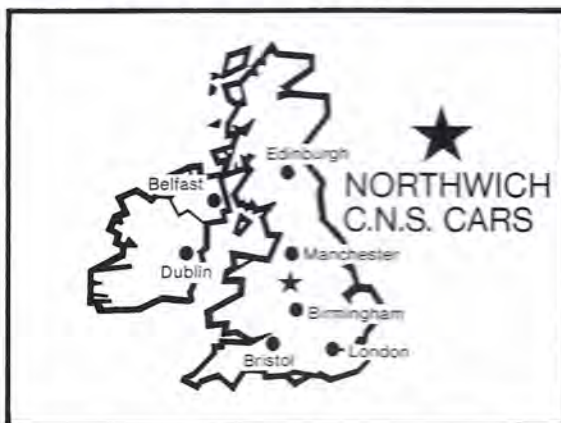 Edinburgh
NORTHWICH
Belfast
C.N.S. CARS
Manchester
Dublin
Birmingham
Bristol
London